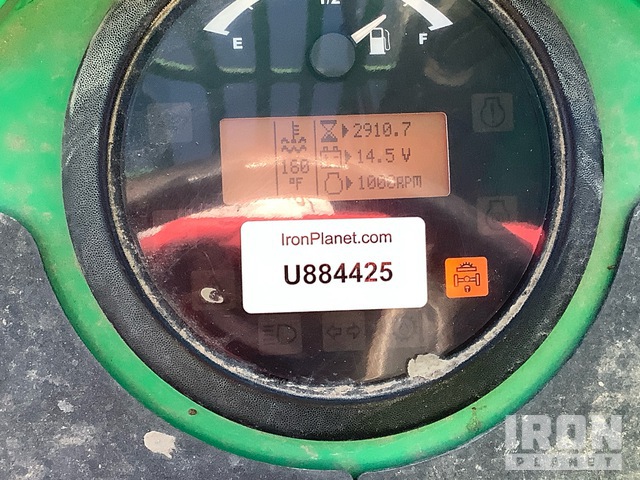 1/2
E
F
2910.7
14.5 V
160
°F
1000RPM
IronPlanet.com
U884425
IRON
PLANET